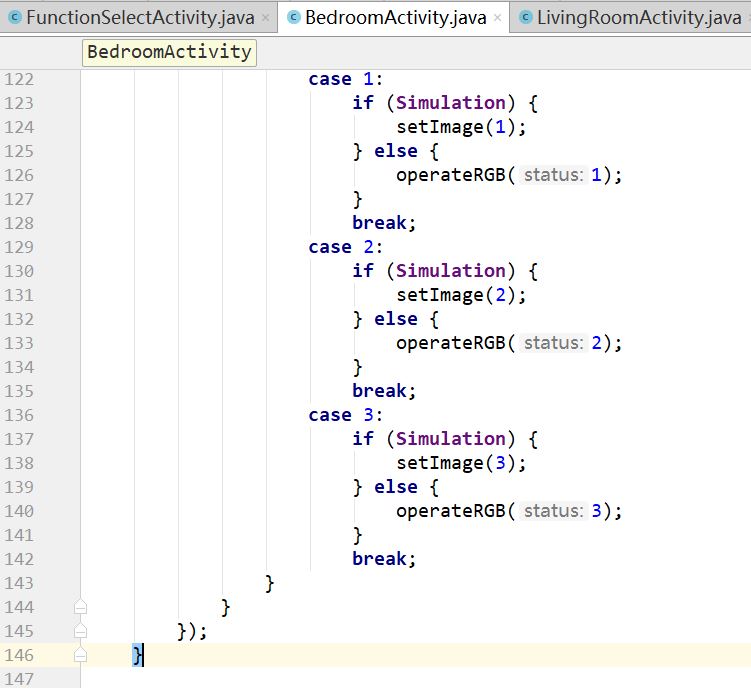 FunctionSelectActivity.java BedroomActivity.java LivingRoomActivity.java
BedroomActivity
122 case 1:
123 if (Simulation) {
124 setImage(1);
125 } else {
126 operateRGB( status: 1);
127 }
128 break;
129 case 2:
130 if (Simulation) {
131 setImage(2);
132 } else {
133 operateRGB( status: 2);
134 }
135 break;
136 case 3:
137 if (Simulation) {
138 setImage(3);
139 } else {
140 operateRGB( status: 3);
141 }
142 break;
143 }
144 }
145 });
146 }
147